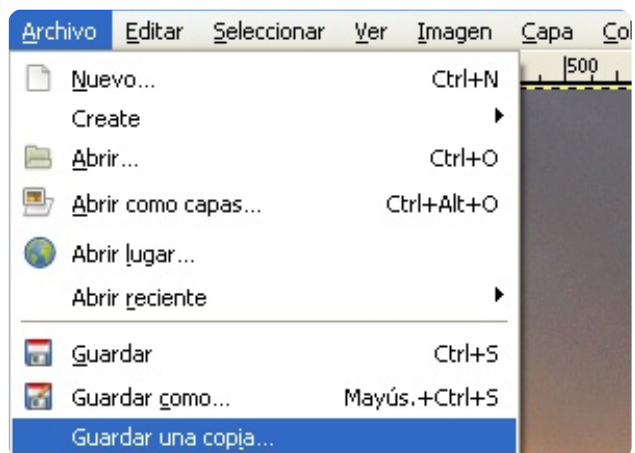 Archivo Editar Seleccionar Ver Imagen Capa Col
500
Nuevo... Ctrl+N
Create
Abrir... Ctrl+O
Abrir como capas... Ctrl+Alt+O
Abrir lugar...
Abrir reciente
Guardar Ctrl+S
Guardar como... Mayús.+Ctrl+S
Guardar una copia...